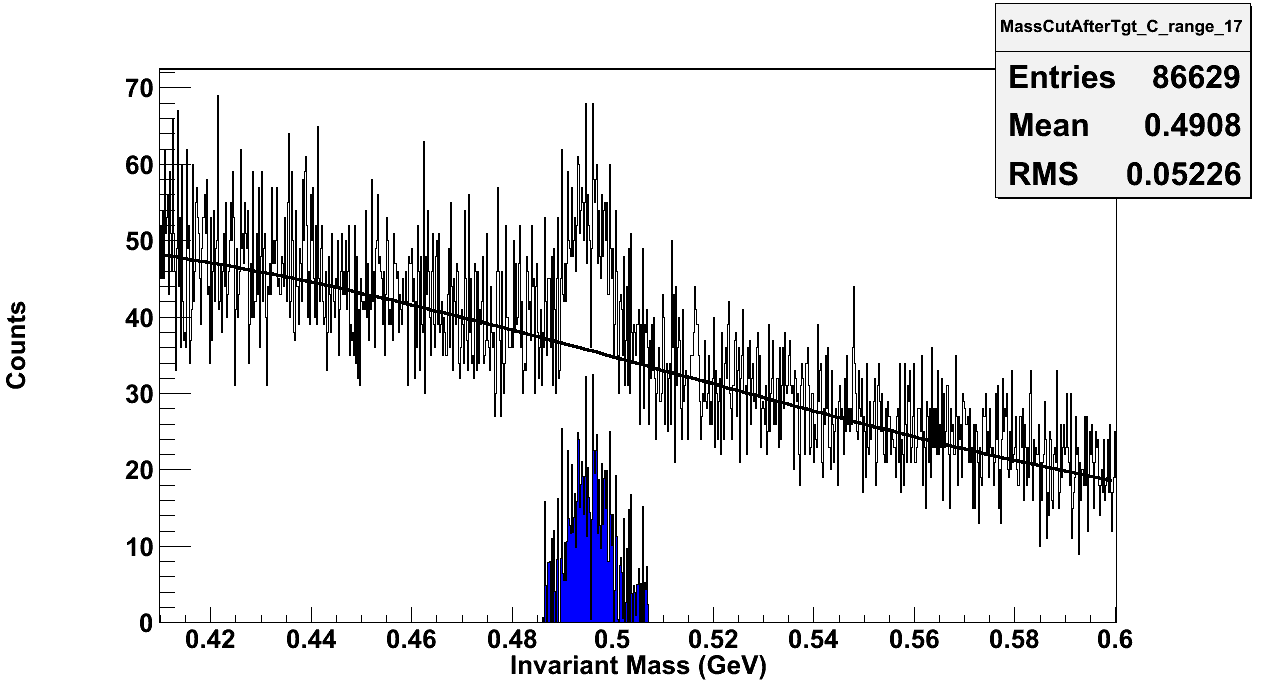 MassCutAfterTgt_C_range_17
Entries 86629
Mean 0.4908
RMS 0.05226
70
60
50
40
30
20
10
0
Counts
0.42 0.44 0.46 0.48 0.5 0.52 0.54 0.56 0.58 0.6
Invariant Mass (GeV)